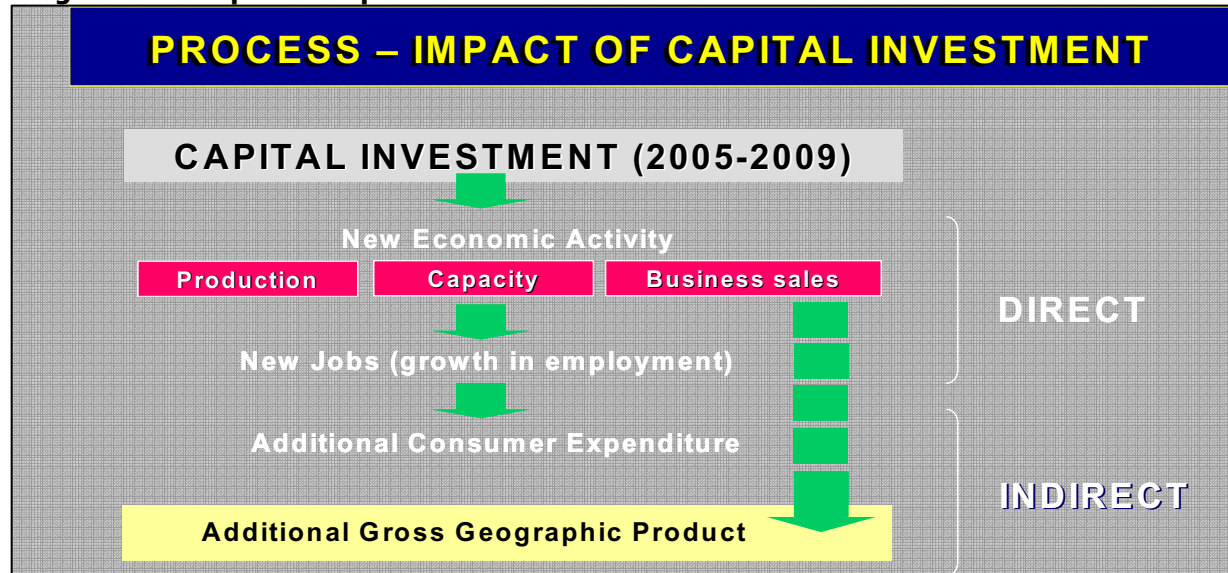 PROCESS – IMPACT OF CAPITAL INVESTMENT
CAPITAL INVESTMENT (2005-2009)
New Economic Activity
Production
Capacity
Business sales
DIRECT
New Jobs (growth in employment)
Additional Consumer Expenditure
INDIRECT
Additional Gross Geographic Product